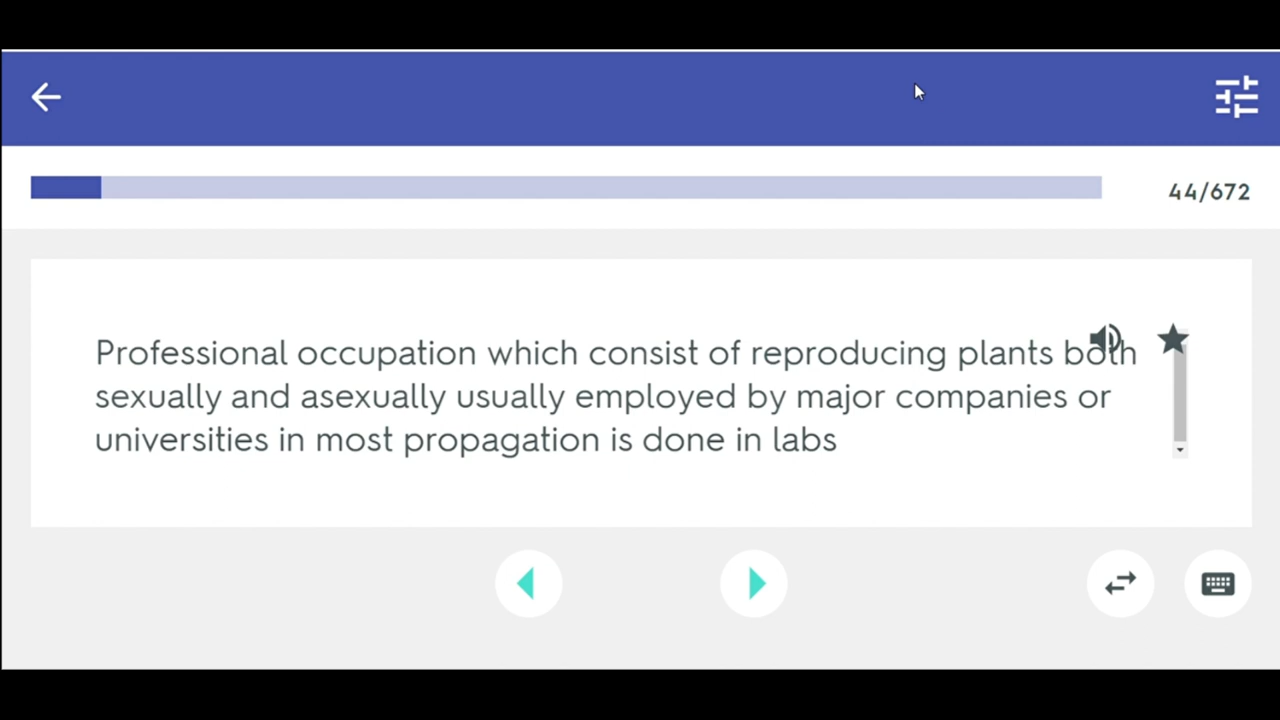 44/672
Professional occupation which consist of reproducing plants both
sexually and asexually usually employed by major companies or
universities in most propagation is done in labs